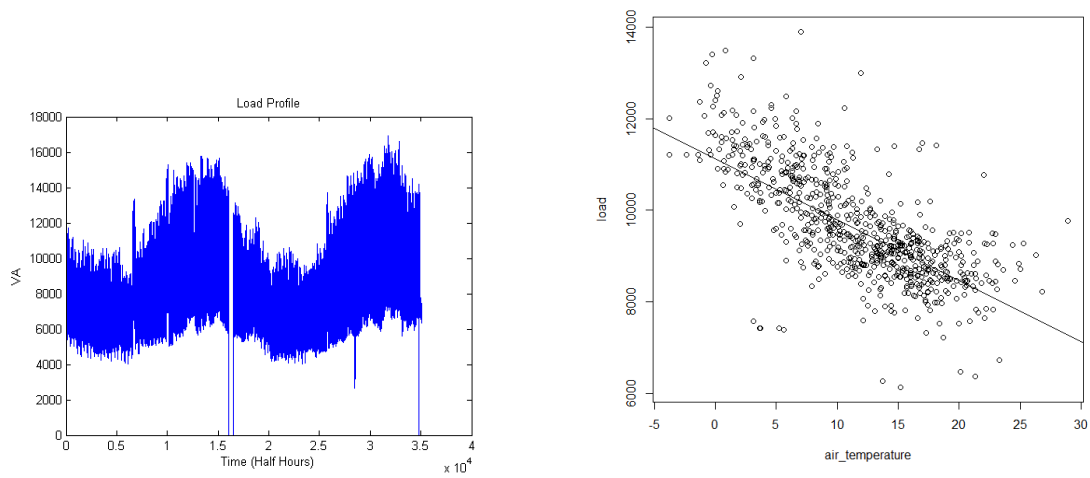 Load Profile
VA
18000
16000
14000
12000
10000
8000
6000
4000
2000
0
0 0.5 1 1.5 2 2.5 3 3.5 4
Time (Half Hours)
x 10^4
load
14000
12000
10000
8000
6000
-5 0 5 10 15 20 25 30
air_temperature